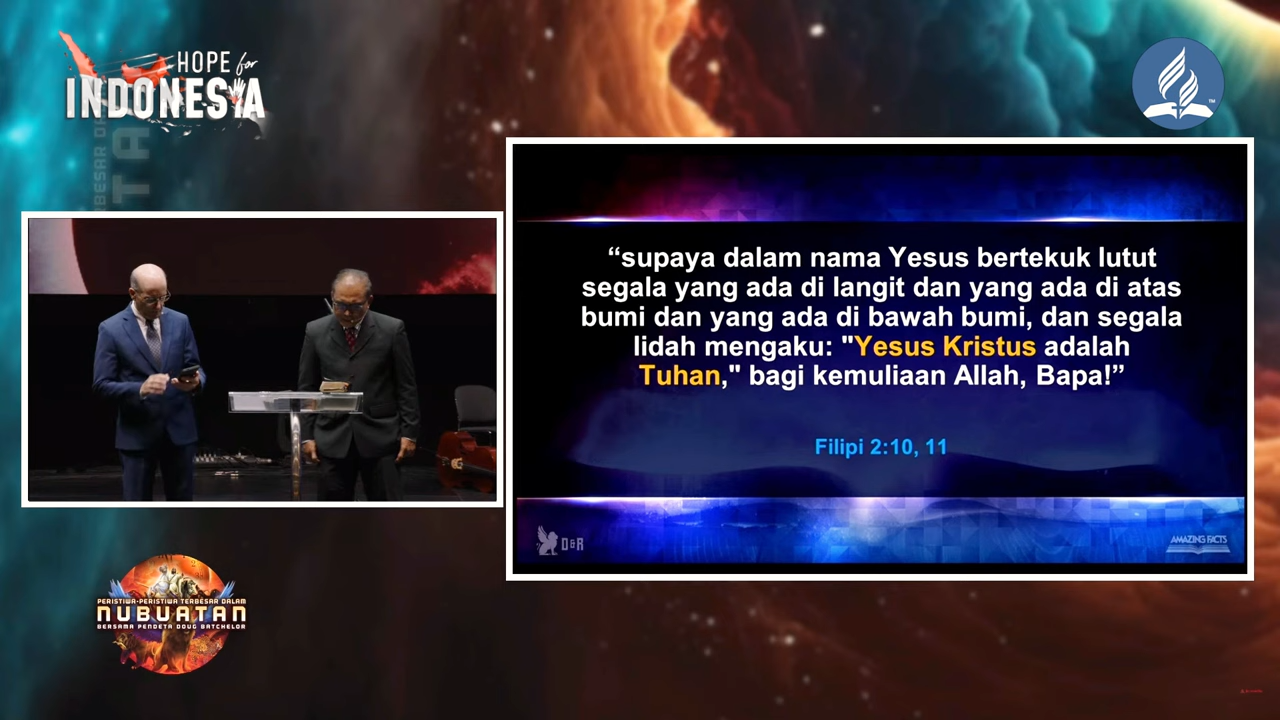 HOPE for
INDONESIA
“supaya dalam nama Yesus bertekuk lutut
segala yang ada di langit dan yang ada di atas
bumi dan yang ada di bawah bumi, dan segala
lidah mengaku: "Yesus Kristus adalah
Tuhan," bagi kemuliaan Allah, Bapa!”
Filipi 2:10, 11
D&R
AMAZING FACTS
PERISTIWA-PERISTIWA TERBESAR DALAM
NUBUATAN
BERSAMA PENDETA DOUG BATCHELOR